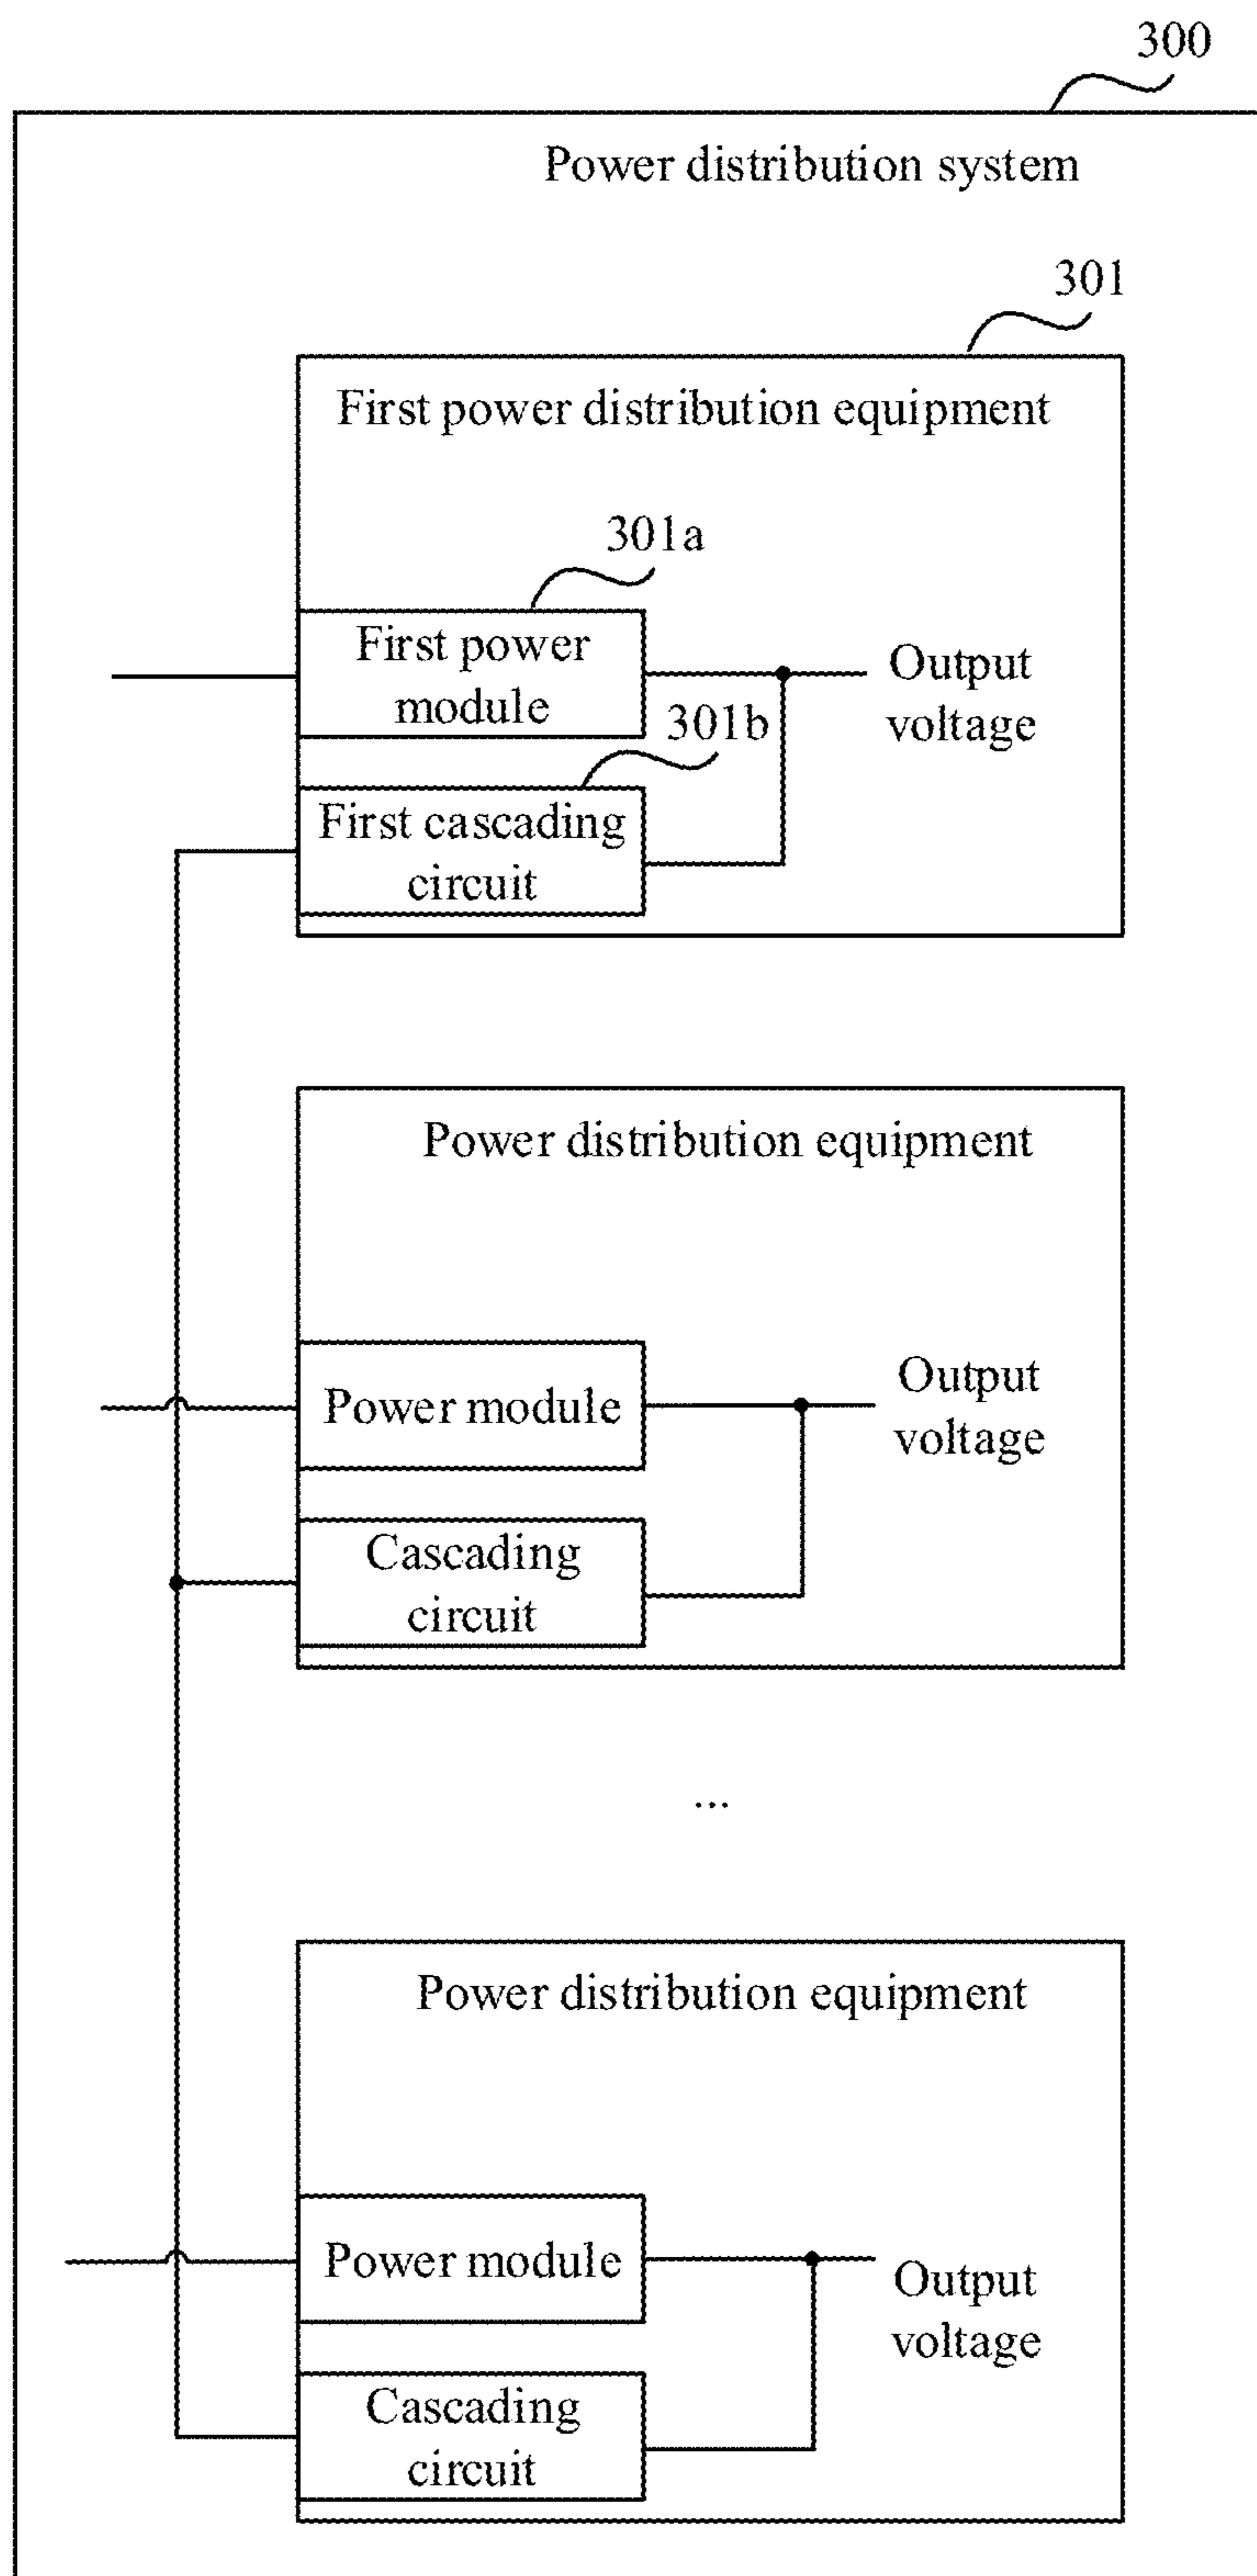 300
Power distribution system
301
First power distribution equipment
301a
First power
module
Output
voltage
301b
First cascading
circuit
Power distribution equipment
Power module
Output
voltage
Cascading
circuit
...
Power distribution equipment
Power module
Output
voltage
Cascading
circuit